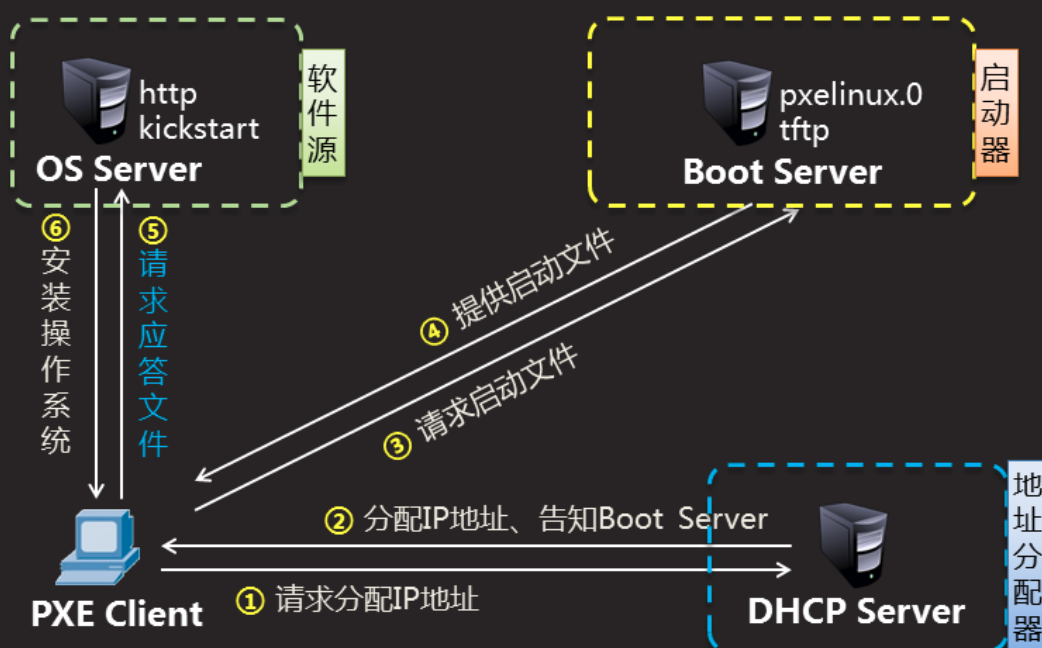 http
kickstart
OS Server
软件源
pxelinux.0
tftp
Boot Server
启动器
⑥安装操作系统
⑤请求应答文件
④ 提供启动文件
③ 请求启动文件
② 分配IP地址、告知Boot Server
① 请求分配IP地址
PXE Client
DHCP Server
地址分配器